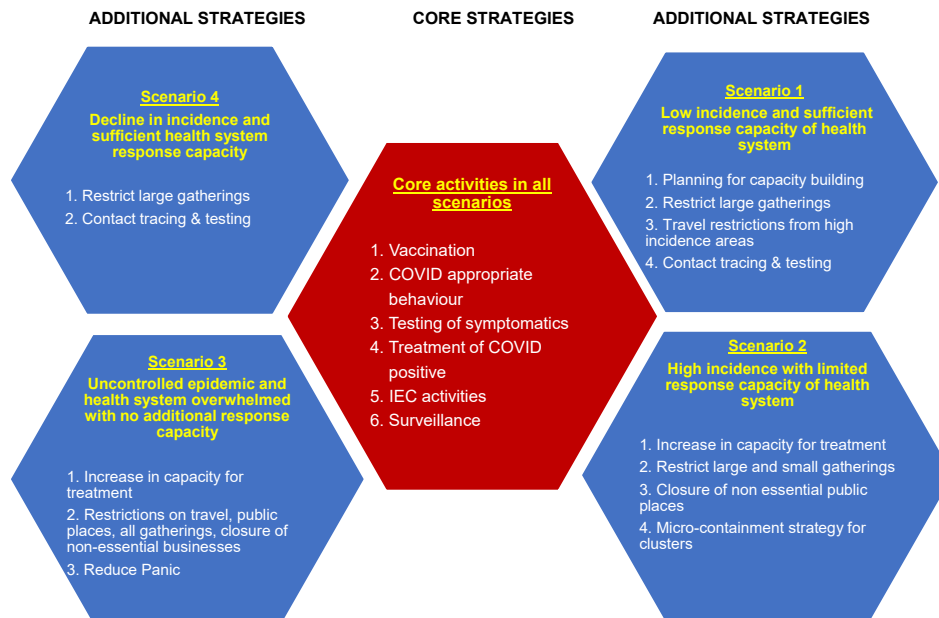 ADDITIONAL STRATEGIES
CORE STRATEGIES
ADDITIONAL STRATEGIES
Scenario 4
Decline in incidence and
sufficient health system
response capacity
1. Restrict large gatherings
2. Contact tracing & testing
Core activities in all
scenarios
1. Vaccination
2. COVID appropriate
behaviour
3. Testing of symptomatics
4. Treatment of COVID
positive
5. IEC activities
6. Surveillance
Scenario 1
Low incidence and sufficient
response capacity of health
system
1. Planning for capacity building
2. Restrict large gatherings
3. Travel restrictions from high
incidence areas
4. Contact tracing & testing
Scenario 3
Uncontrolled epidemic and
health system overwhelmed
with no additional response
capacity
1. Increase in capacity for
treatment
2. Restrictions on travel, public
places, all gatherings, closure of
non-essential businesses
3. Reduce Panic
Scenario 2
High incidence with limited
response capacity of health
system
1. Increase in capacity for treatment
2. Restrict large and small gatherings
3. Closure of non essential public
places
4. Micro-containment strategy for
clusters